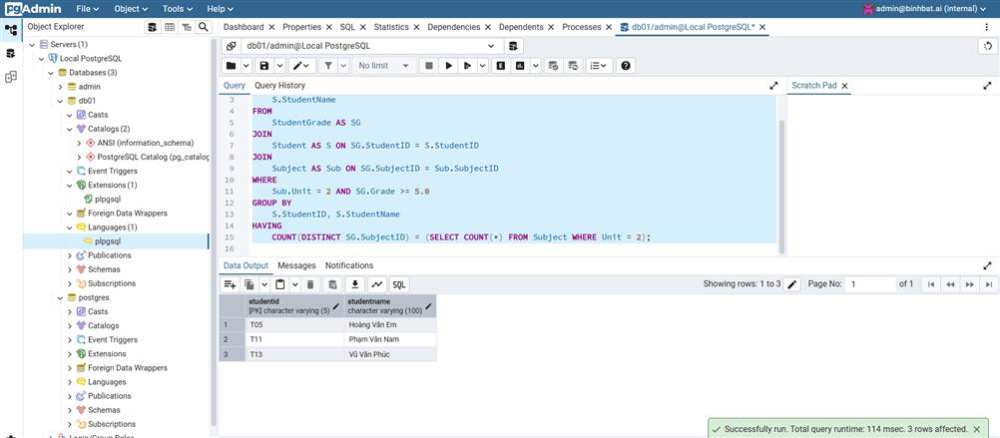 pgAdmin File Object Tools Help admin@binhbat.ai (internal)
Object Explorer
Dashboard Properties SQL Statistics Dependencies Dependents Processes db01/admin@Local PostgreSQL*
Servers (1)
Local PostgreSQL
Databases (3)
admin
db01
Casts
Catalogs (2)
ANSI (information_schema)
PostgreSQL Catalog (pg_catalog
Event Triggers
Extensions (1)
plpgsql
Foreign Data Wrappers
Languages (1)
plpgsql
Publications
Schemas
Subscriptions
postgres
Casts
Catalogs
Event Triggers
Extensions
Foreign Data Wrappers
Languages
Publications
Schemas
Subscriptions
Login/Group Roles
db01/admin@Local PostgreSQL
No limit
Query Query History
Scratch Pad
3 S.StudentName
4 FROM
5 StudentGrade AS SG
6 JOIN
7 Student AS S ON SG.StudentID = S.StudentID
8 JOIN
9 Subject AS Sub ON SG.SubjectID = Sub.SubjectID
10 WHERE
11 Sub.Unit = 2 AND SG.Grade >= 5.0
12 GROUP BY
13 S.StudentID, S.StudentName
14 HAVING
15 COUNT(DISTINCT SG.SubjectID) = (SELECT COUNT(*) FROM Subject WHERE Unit = 2);
16
Data Output Messages Notifications
SQL
Showing rows: 1 to 3 Page No: 1 of 1
studentid studentname
[PK] character varying (5) character varying (100)
1 T05 Hoàng Văn Em
2 T11 Phạm Văn Nam
3 T13 Vũ Văn Phúc
Successfully run. Total query runtime: 114 msec. 3 rows affected.